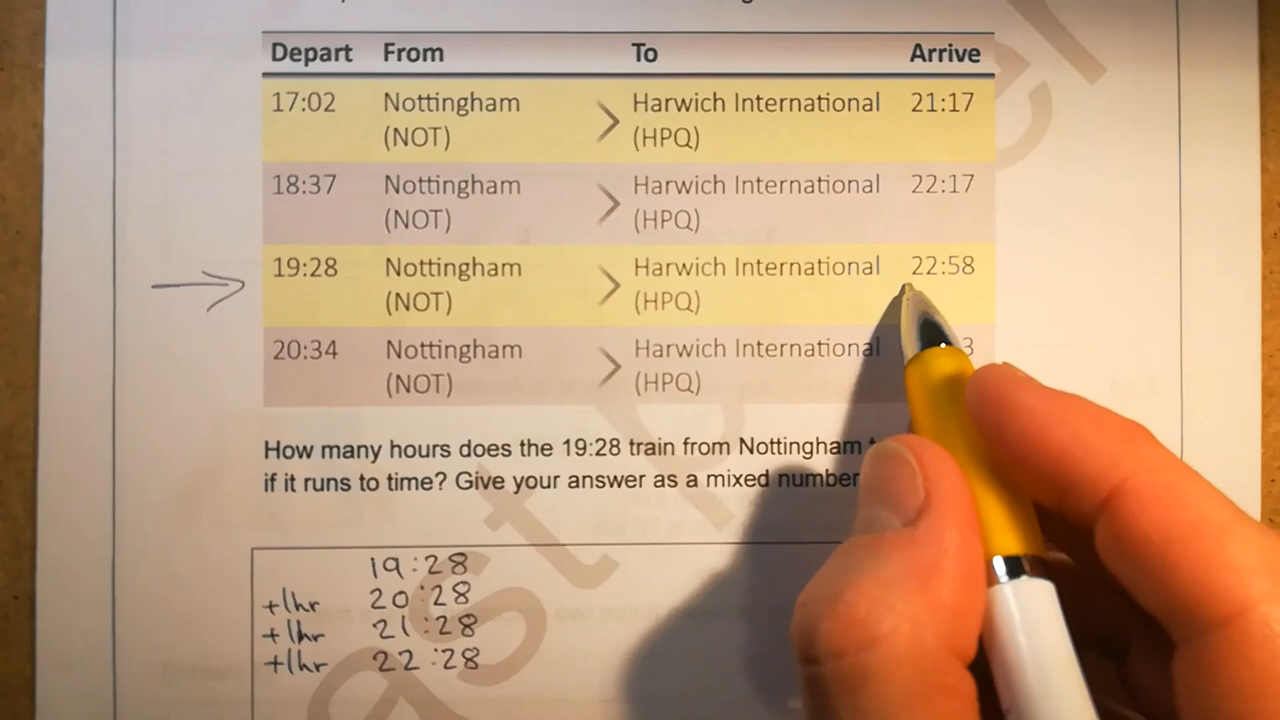 Depart From To Arrive
17:02 Nottingham > Harwich International 21:17
(NOT) (HPQ)
18:37 Nottingham > Harwich International 22:17
(NOT) (HPQ)
19:28 Nottingham > Harwich International 22:58
(NOT) (HPQ)
20:34 Nottingham > Harwich International 3
(NOT) (HPQ)
How many hours does the 19:28 train from Nottingham
if it runs to time? Give your answer as a mixed number
19:28
+1hr 20:28
+1hr 21:28
+1hr 22:28